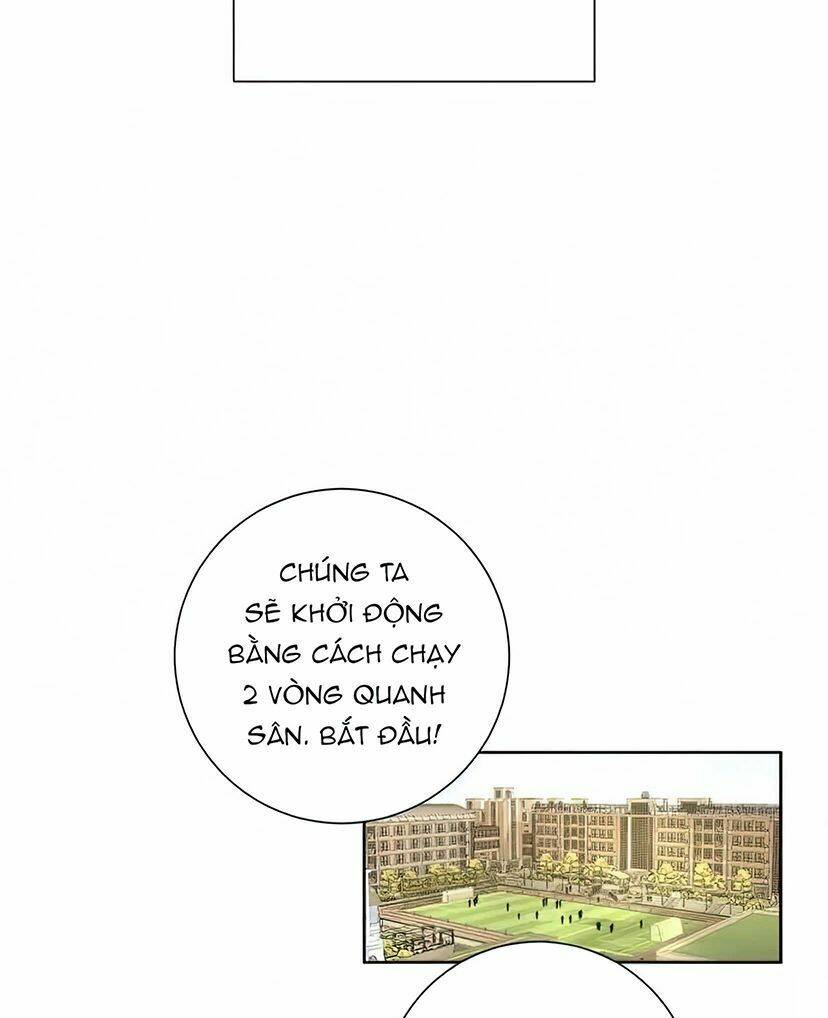 CHÚNG TA
SẼ KHỞI ĐỘNG
BẰNG CÁCH CHẠY
2 VÒNG QUANH
SÂN. BẮT ĐẦU!